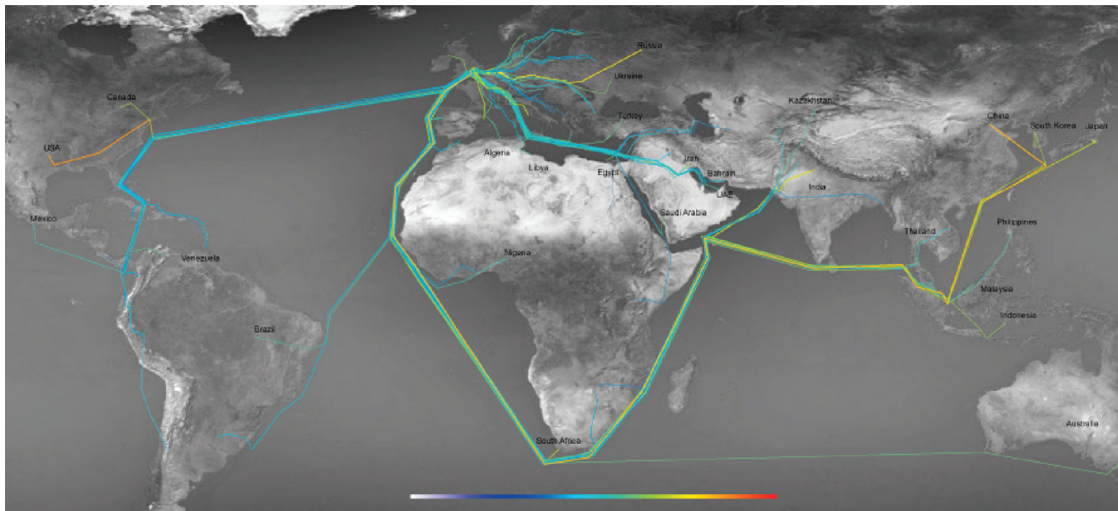 Russia
Ukraine
Canada
Kazakhstan
China
South Korea
Japan
Turkey
USA
Algeria
Libya
Egypt
Iran
Bahrain
UAE
India
Saudi Arabia
Mexico
Philippines
Thailand
Nigeria
Venezuela
Malaysia
Indonesia
Brazil
South Africa
Australia